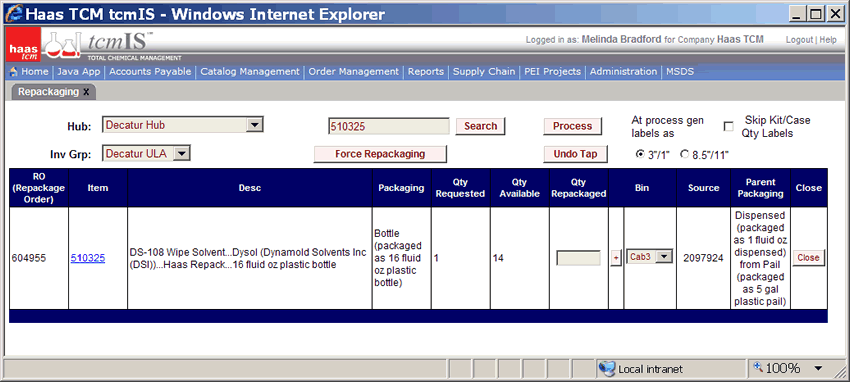 Haas TCM tcmIS - Windows Internet Explorer
haas tcm
tcmIS™
TOTAL CHEMICAL MANAGEMENT
Logged in as: Melinda Bradford for Company Haas TCM Logout | Help
Home | Java App | Accounts Payable | Catalog Management | Order Management | Reports | Supply Chain | PEI Projects | Administration | MSDS
Repackaging x
Hub: Decatur Hub 510325 Search Process At process gen labels as Skip Kit/Case Qty Labels
Inv Grp: Decatur ULA Force Repackaging Undo Tap 3"/1" 8.5"/11"
RO (Repackage Order) Item Desc Packaging Qty Requested Qty Available Qty Repackaged Bin Source Parent Packaging Close
604955 510325 DS-108 Wipe Solvent...Dysol (Dynamold Solvents Inc (DSI))...Haas Repack...16 fluid oz plastic bottle Bottle (packaged as 16 fluid oz plastic bottle) 1 14 + Cab3 2097924 Dispensed (packaged as 1 fluid oz dispensed) from Pail (packaged as 5 gal plastic pail) Close
Local intranet 100%